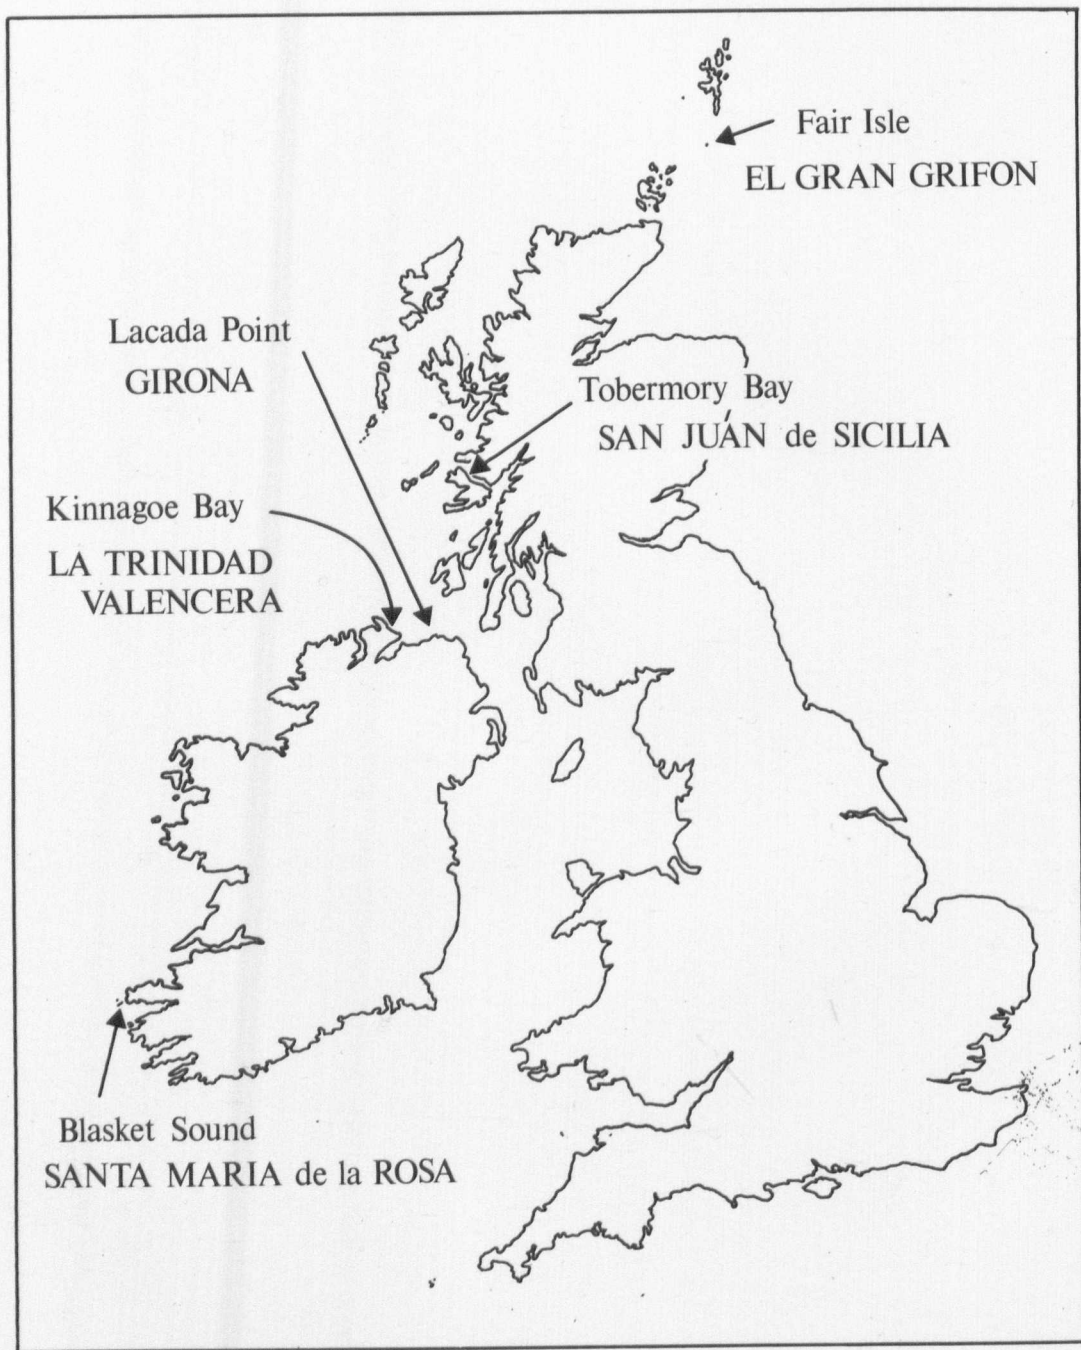 Fair Isle
EL GRAN GRIFON
Lacada Point
GIRONA
Tobermory Bay
SAN JUÁN de SICILIA
Kinnagoe Bay
LA TRINIDAD
VALENCERA
Blasket Sound
SANTA MARIA de la ROSA